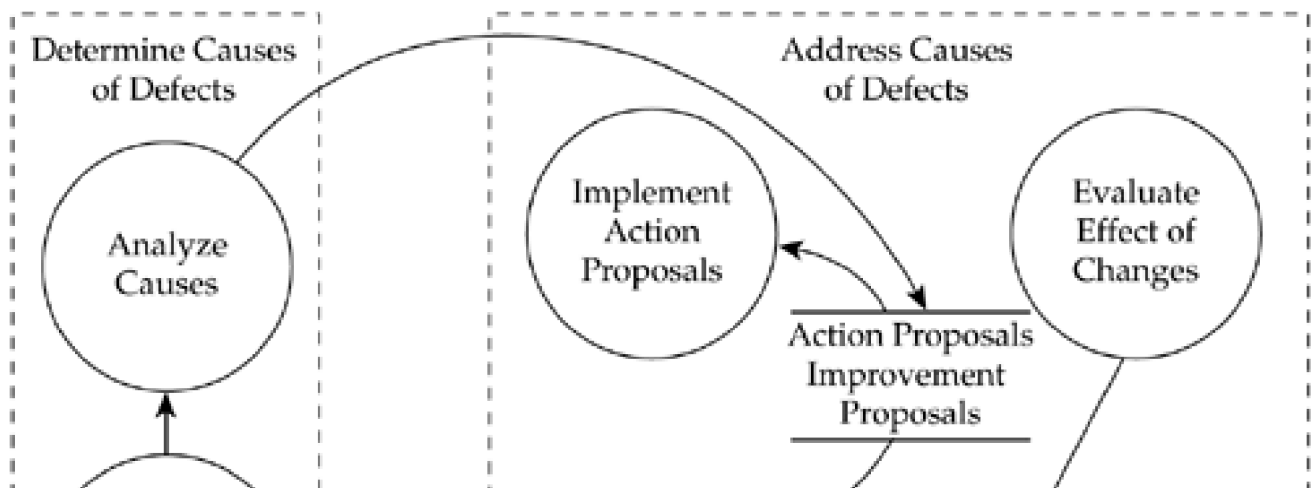 Determine Causes
of Defects
Analyze
Causes
Address Causes
of Defects
Implement
Action
Proposals
Evaluate
Effect of
Changes
Action Proposals
Improvement
Proposals